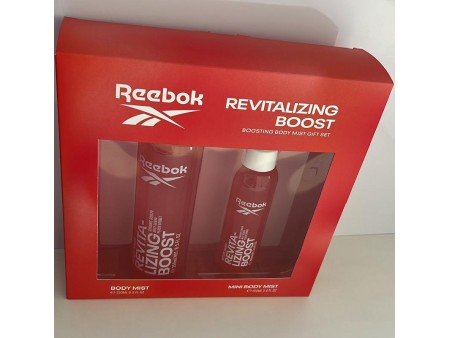 Reebok
REVITALIZING
BOOST
BOOSTING BODY MIST GIFT SET
Reebok
REVITA-
LIZING
BOOST
Reebok
REVITA-
LIZING
BOOST
BODY MIST
MINI BODY MIST